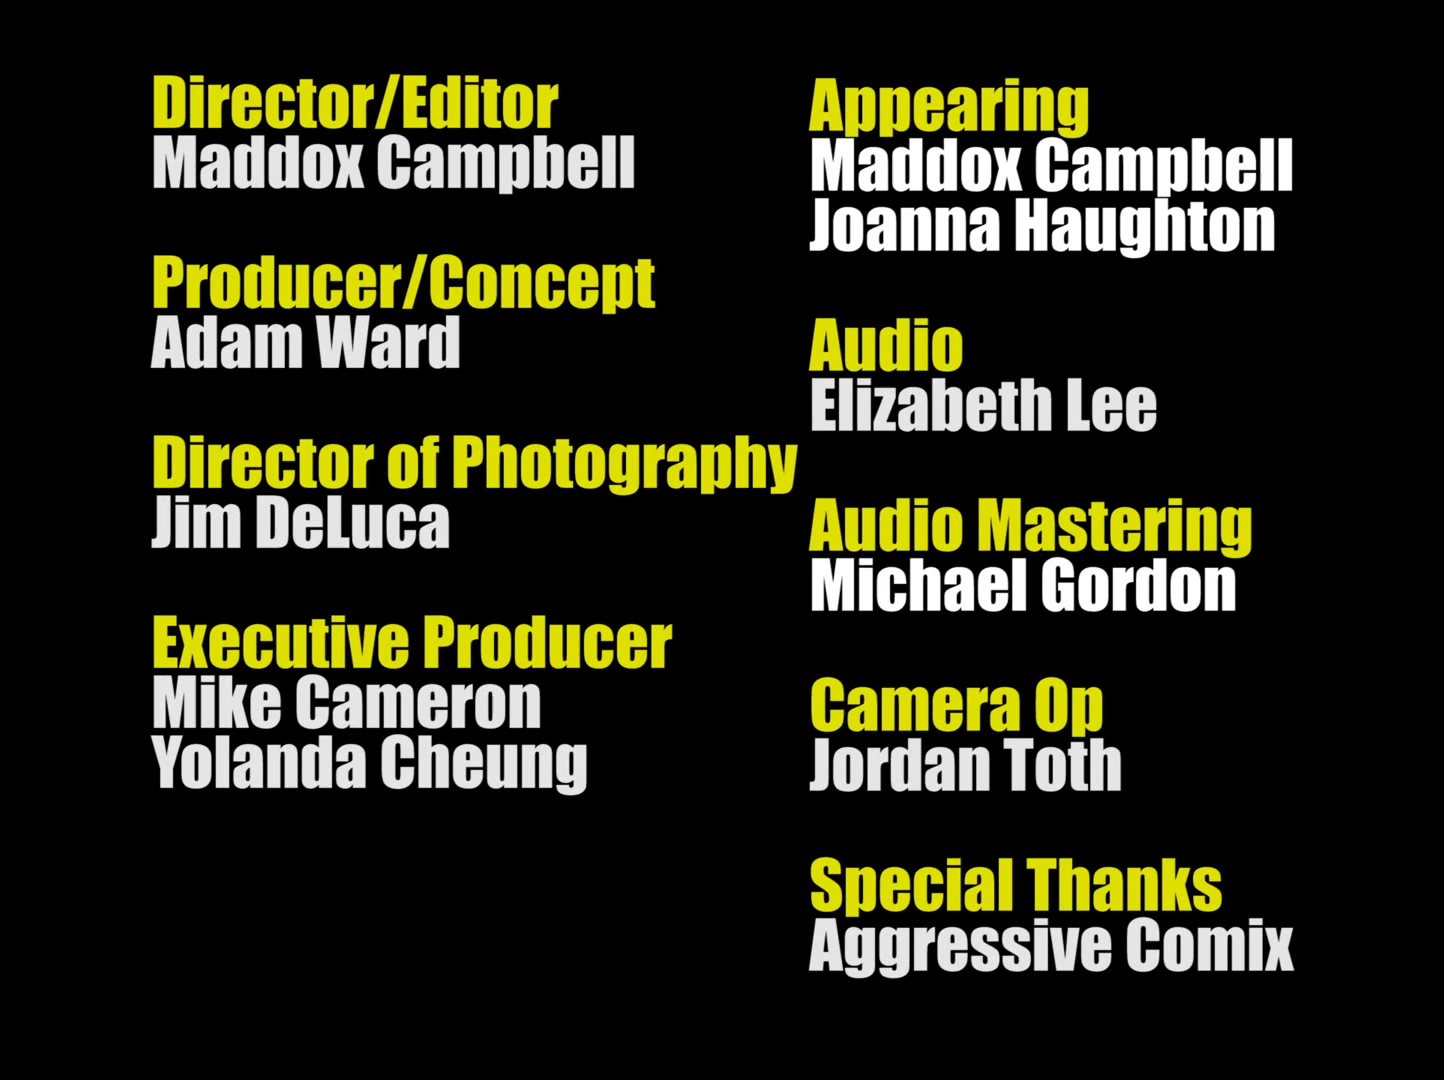 Director/Editor
Maddox Campbell
Producer/Concept
Adam Ward
Director of Photography
Jim DeLuca
Executive Producer
Mike Cameron
Yolanda Cheung
Appearing
Maddox Campbell
Joanna Haughton
Audio
Elizabeth Lee
Audio Mastering
Michael Gordon
Camera Op
Jordan Toth
Special Thanks
Aggressive Comix